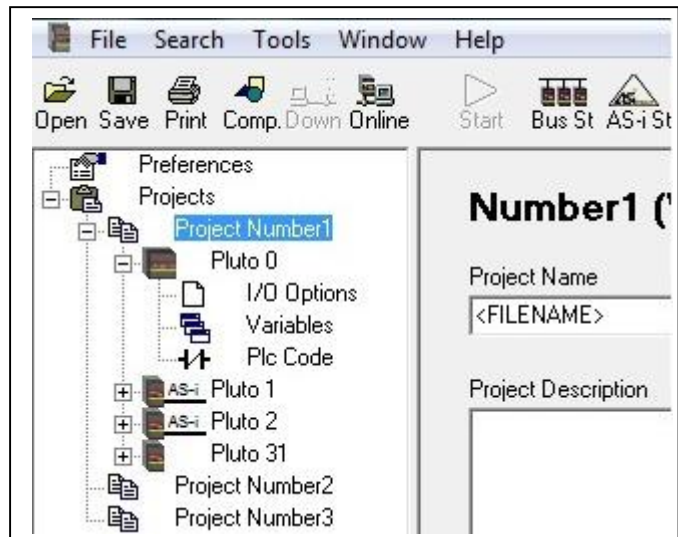 File Search Tools Window Help
Open Save Print Comp. Down Online Start Bus St AS-i St
Preferences
Projects
Project Number1
Pluto 0
I/O Options
Variables
Plc Code
AS-i Pluto 1
AS-i Pluto 2
Pluto 31
Project Number2
Project Number3
Number1 (
Project Name
<FILENAME>
Project Description